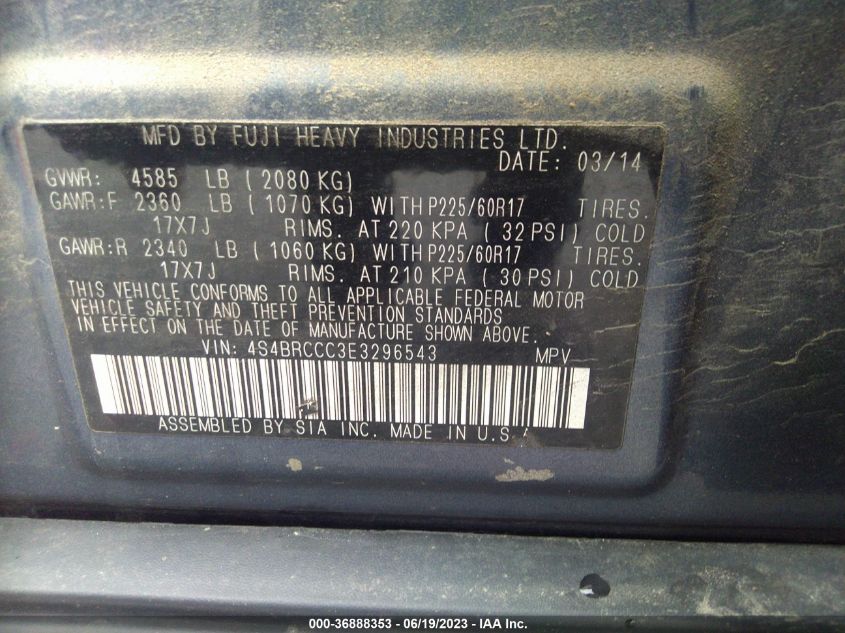 MFD BY FUJI HEAVY INDUSTRIES LTD.
DATE: 03/14
GVWR: 4585 LB ( 2080 KG)
GAWR:F 2360 LB ( 1070 KG) WITH P225/60R17 TIRES.
17X7J RIMS. AT 220 KPA ( 32 PSI) COLD
GAWR:R 2340 LB ( 1060 KG) WITH P225/60R17 TIRES.
17X7J RIMS. AT 210 KPA ( 30 PSI) COLD
THIS VEHICLE CONFORMS TO ALL APPLICABLE FEDERAL MOTOR
VEHICLE SAFETY AND THEFT PREVENTION STANDARDS
IN EFFECT ON THE DATE OF MANUFACTURE SHOWN ABOVE.
VIN: 4S4BRCCC3E3296543 MPV
ASSEMBLED BY SIA INC. MADE IN U.S.A
000-36888353 - 06/19/2023 - IAA Inc.